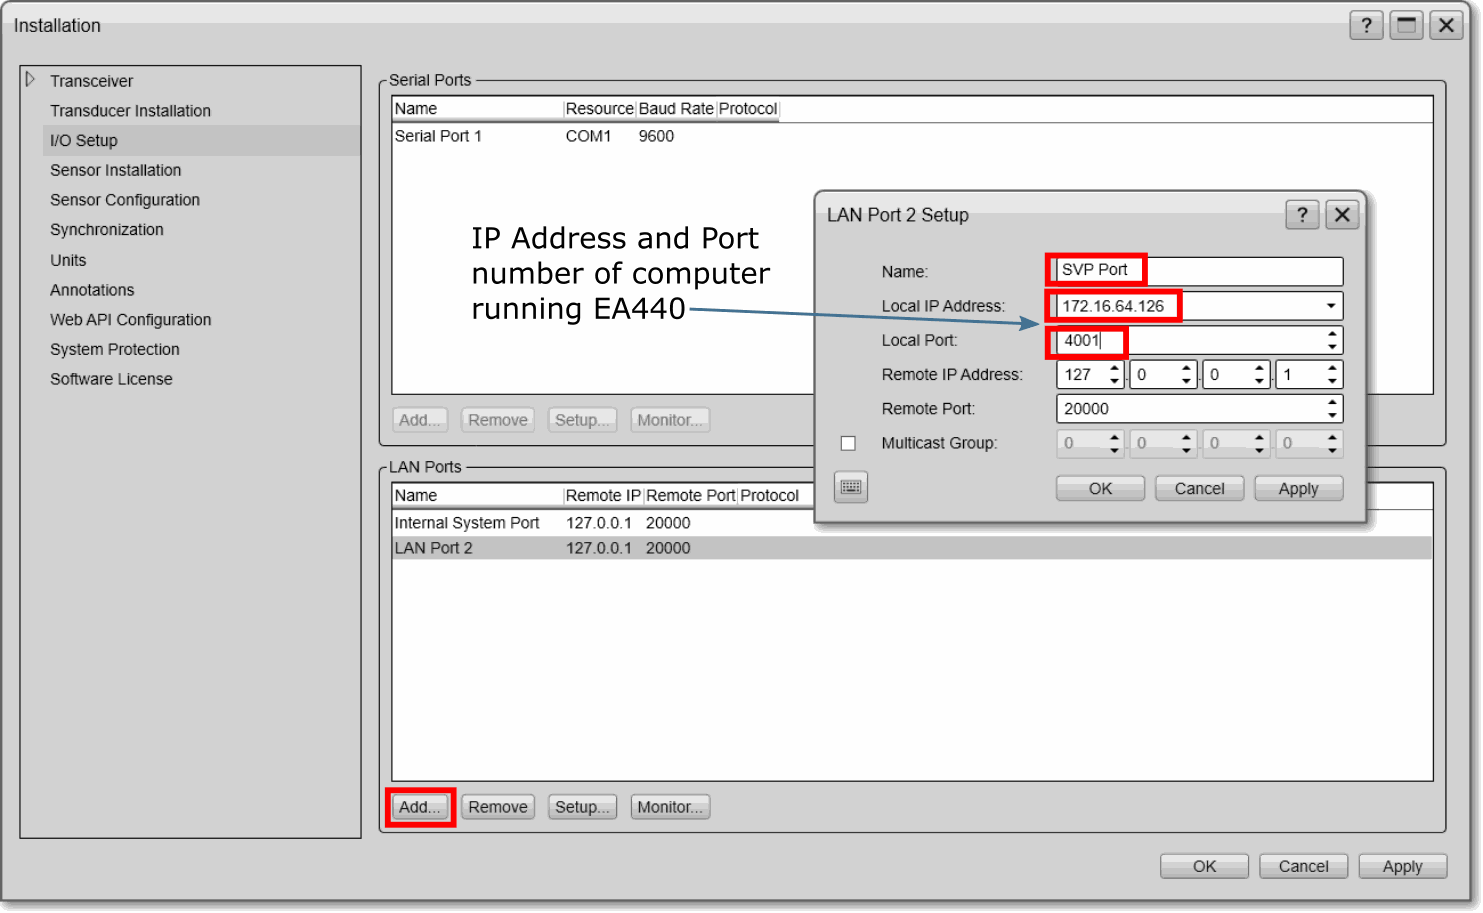 Installation
?
Transceiver
Transducer Installation
I/O Setup
Sensor Installation
Sensor Configuration
Synchronization
Units
Annotations
Web API Configuration
System Protection
Software License
Serial Ports
Name Resource Baud Rate Protocol
Serial Port 1 COM1 9600
IP Address and Port
number of computer
running EA440
Add... Remove Setup... Monitor...
LAN Port 2 Setup
?
Name: SVP Port
Local IP Address: 172.16.64.126
Local Port: 4001
Remote IP Address: 127 . 0 . 0 . 1
Remote Port: 20000
Multicast Group: 0 . 0 . 0 . 0
OK Cancel Apply
LAN Ports
Name Remote IP Remote Port Protocol
Internal System Port 127.0.0.1 20000
LAN Port 2 127.0.0.1 20000
Add... Remove Setup... Monitor...
OK Cancel Apply